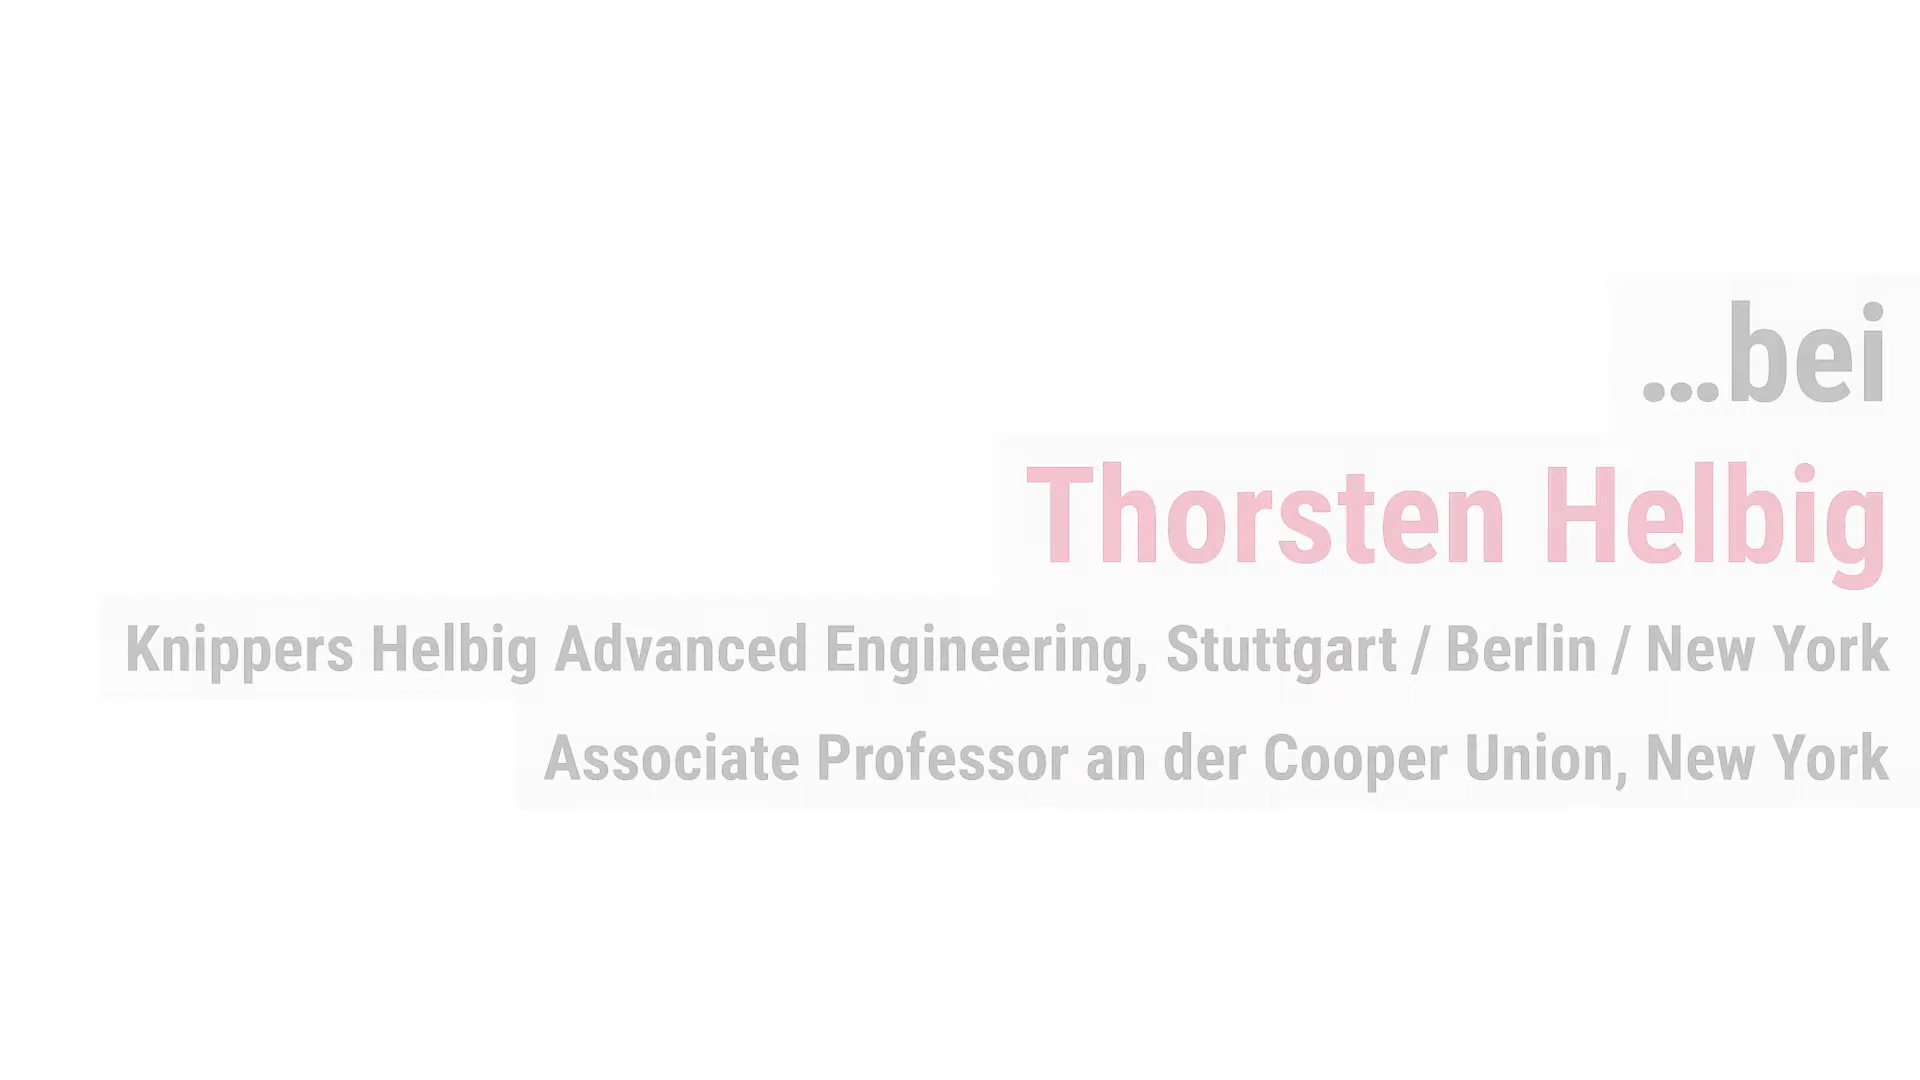 ...bei
Thorsten Helbig
Knippers Helbig Advanced Engineering, Stuttgart / Berlin / New York
Associate Professor an der Cooper Union, New York